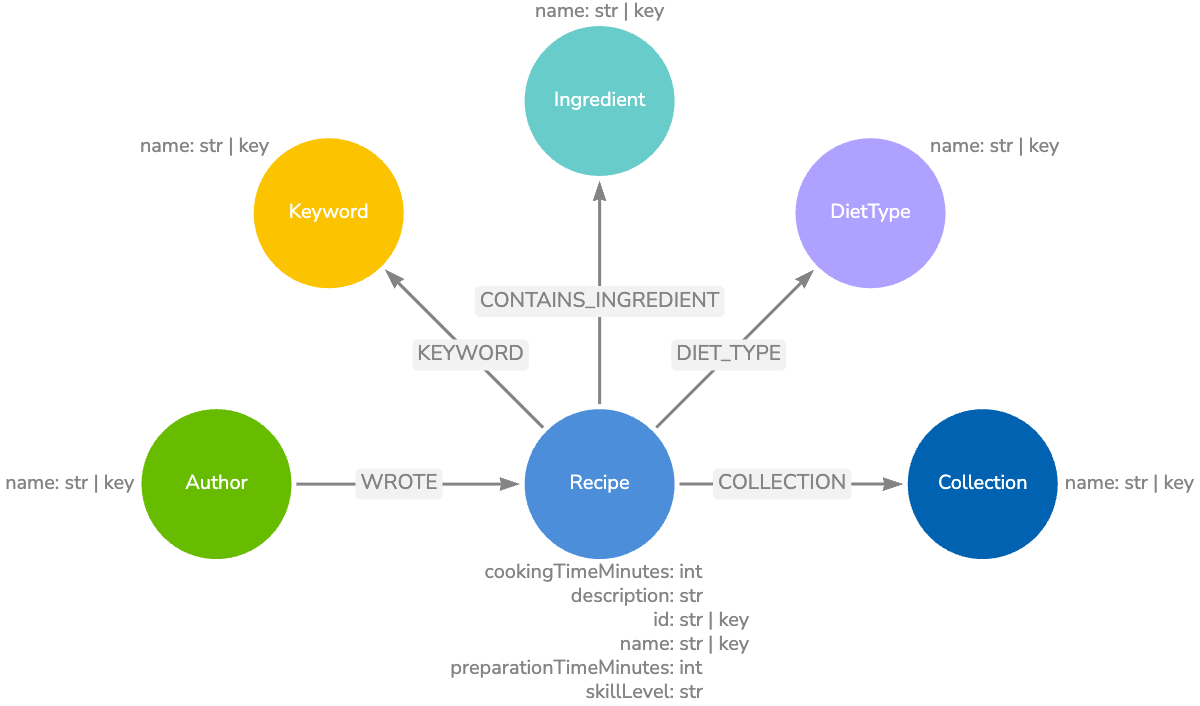 name: str | key
Ingredient
name: str | key
name: str | key
Keyword
DietType
CONTAINS_INGREDIENT
KEYWORD
DIET_TYPE
name: str | key
Author
WROTE
Recipe
COLLECTION
Collection
name: str | key
cookingTimeMinutes: int
description: str
id: str | key
name: str | key
preparationTimeMinutes: int
skillLevel: str